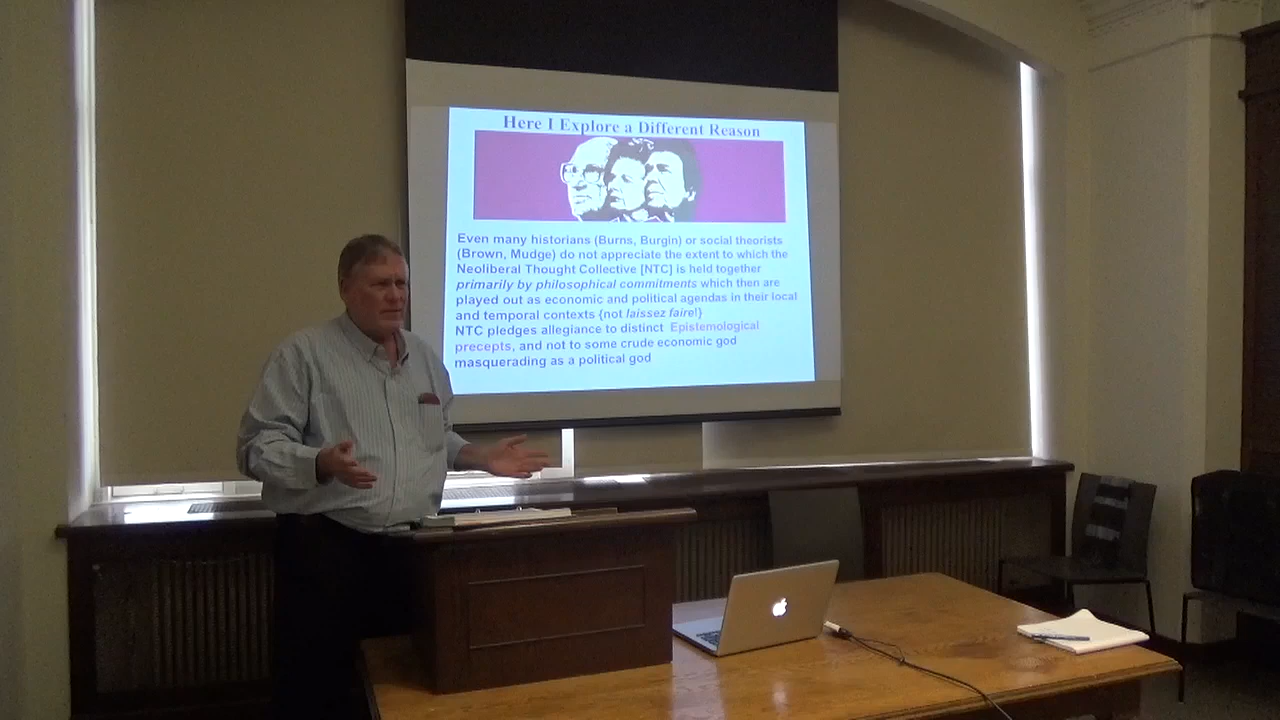 Here I Explore a Different Reason
Even many historians (Burns, Burgin) or social theorists
(Brown, Mudge) do not appreciate the extent to which the
Neoliberal Thought Collective [NTC] is held together
primarily by philosophical commitments which then are
played out as economic and political agendas in their local
and temporal contexts {not laissez faire!}
NTC pledges allegiance to distinct Epistemological
precepts, and not to some crude economic god
masquerading as a political god